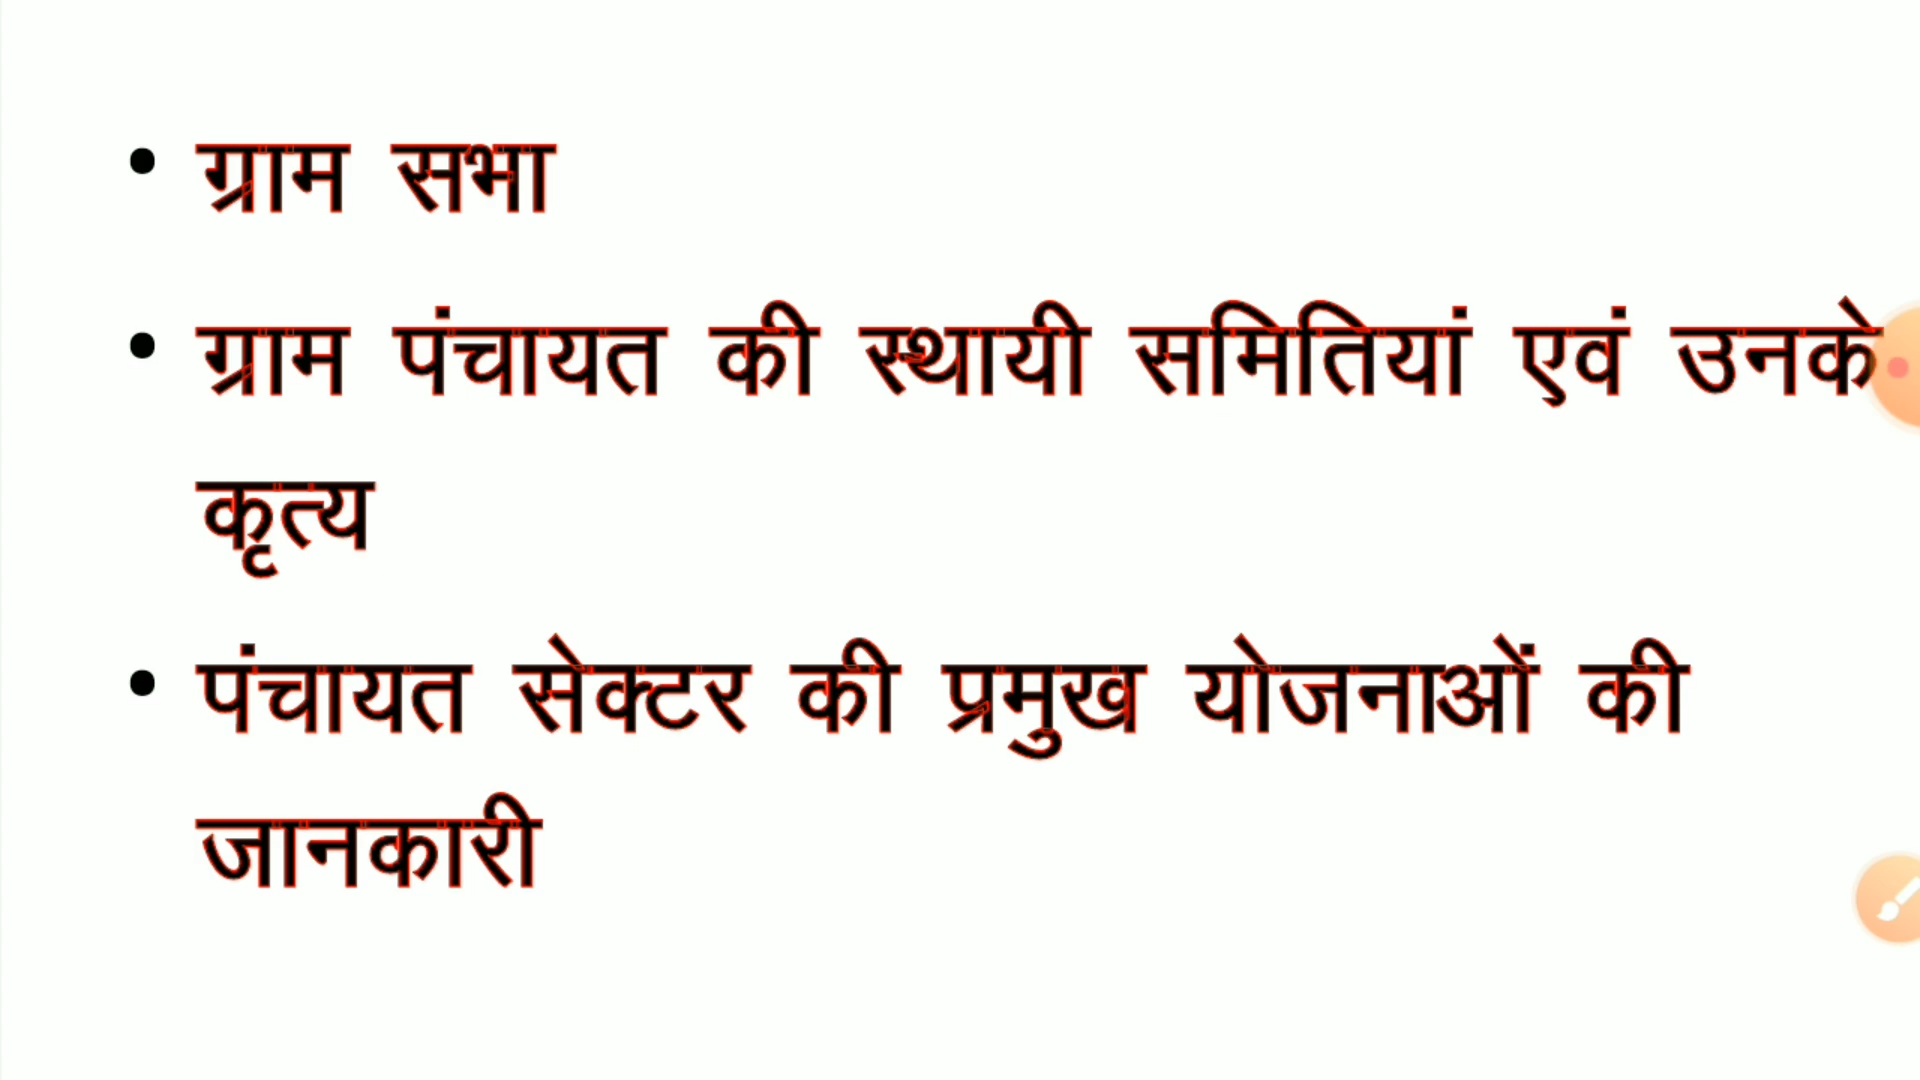 • ग्राम सभा
• ग्राम पंचायत की स्थायी समितियां एवं उनके
कृत्य
• पंचायत सेक्टर की प्रमुख योजनाओं की
जानकारी